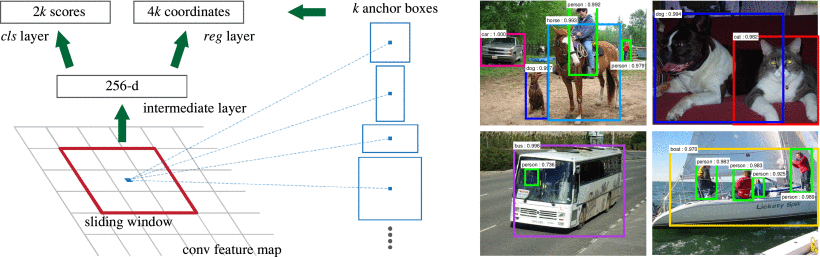 2k scores
4k coordinates
k anchor boxes
cls layer
reg layer
256-d
intermediate layer
sliding window
conv feature map
person : 0.992
horse : 0.993
car : 1.000
dog : 0.997
person : 0.979
dog : 0.994
cat : 0.982
bus : 0.996
person : 0.736
boat : 0.970
person : 0.983
person : 0.983
person : 0.925
person : 0.989